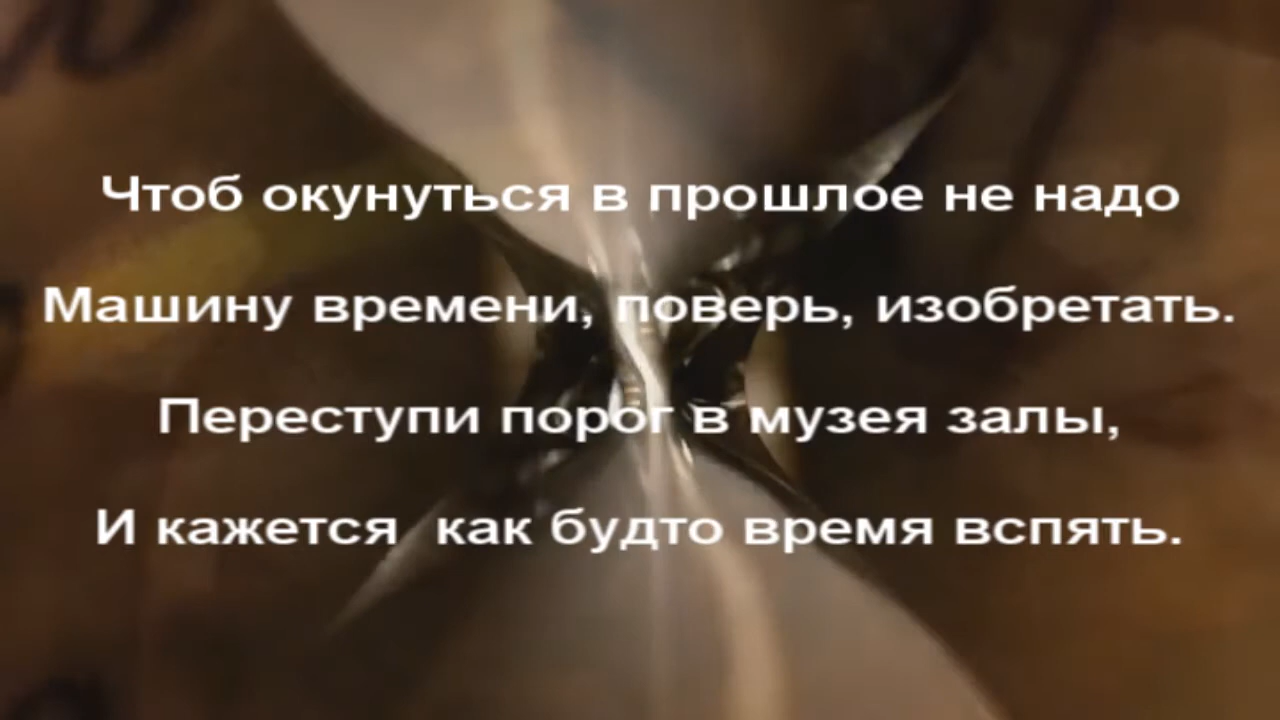 Чтоб окунуться в прошлое не надо
Машину времени, поверь, изобретать.
Переступи порог в музея залы,
И кажется  как будто время вспять.